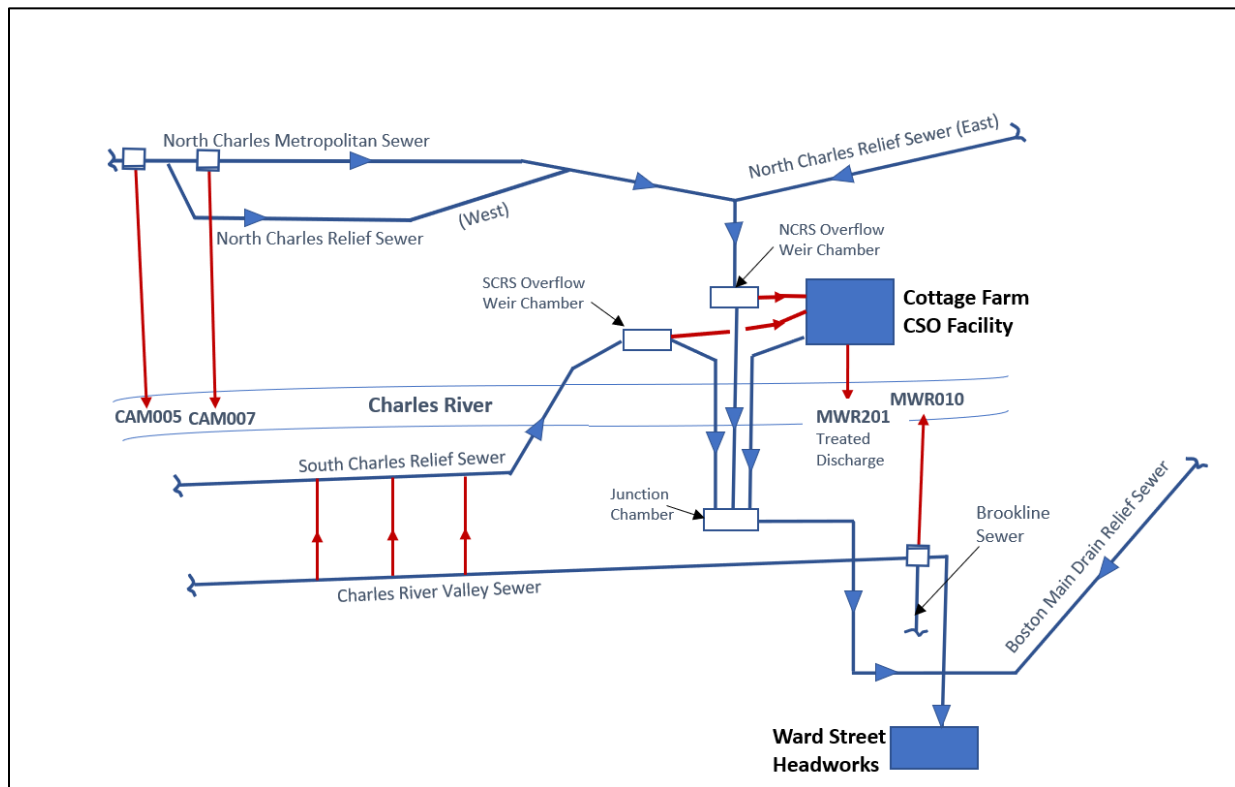 North Charles Metropolitan Sewer
North Charles Relief Sewer (East)
(West)
North Charles Relief Sewer
NCRS Overflow
Weir Chamber
SCRS Overflow
Weir Chamber
Cottage Farm
CSO Facility
CAM005
CAM007
Charles River
MWR201
Treated
Discharge
MWR010
South Charles Relief Sewer
Junction
Chamber
Brookline
Sewer
Boston Main Drain Relief Sewer
Charles River Valley Sewer
Ward Street
Headworks